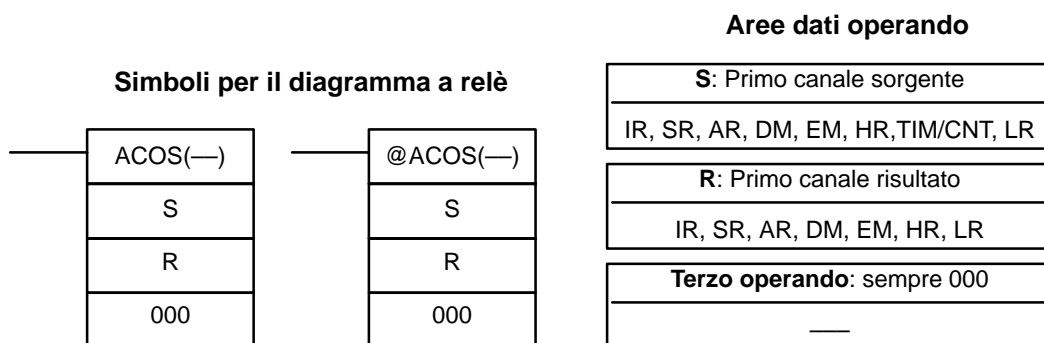 Aree dati operando
Simboli per il diagramma a relè
ACOS(––)
S
R
000
@ACOS(––)
S
R
000
S: Primo canale sorgente
IR, SR, AR, DM, EM, HR,TIM/CNT, LR
R: Primo canale risultato
IR, SR, AR, DM, EM, HR, LR
Terzo operando: sempre 000
–––